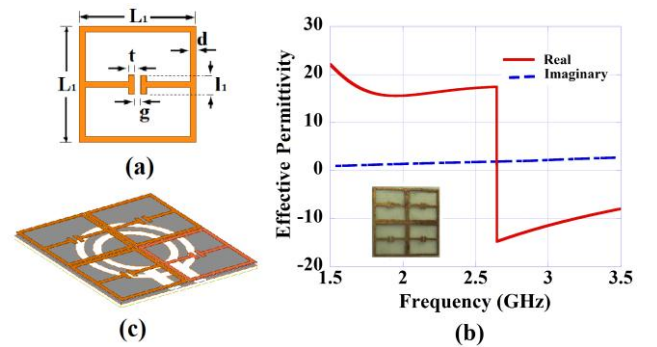 L₁
d
t
L₁
l₁
g
(a)
(c)
Effective Permittivity
30
20
10
0
-10
-20
Real
Imaginary
1.5
2
2.5
3
3.5
Frequency (GHz)
(b)